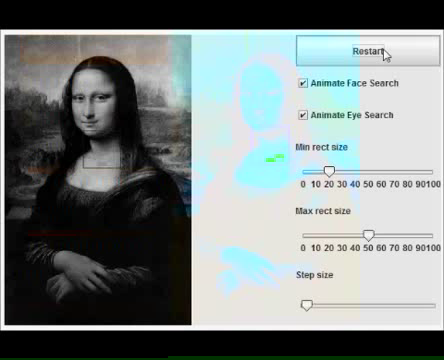 Restart
Animate Face Search
Animate Eye Search
Min rect size
0 10 20 30 40 50 60 70 80 90100
Max rect size
0 10 20 30 40 50 60 70 80 90100
Step size